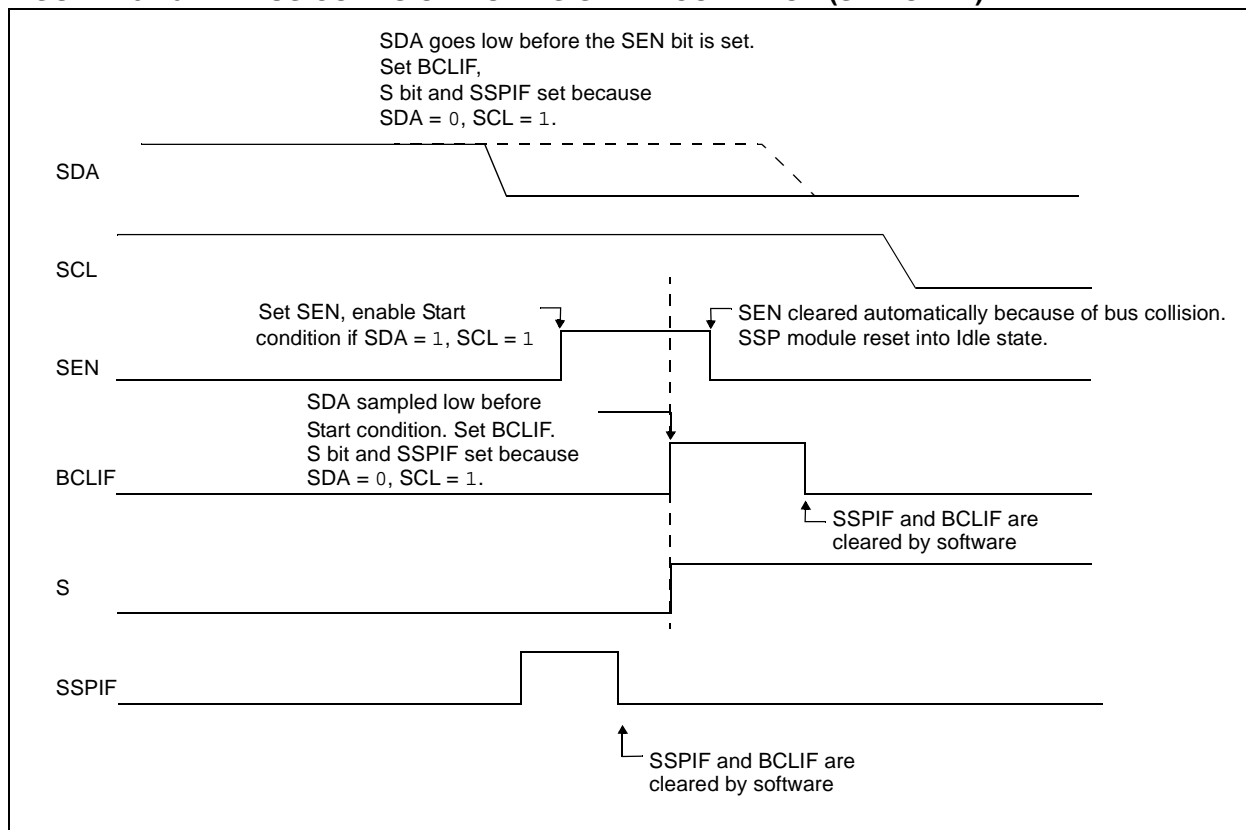 SDA goes low before the SEN bit is set.
Set BCLIF,
S bit and SSPIF set because
SDA = 0, SCL = 1.
SDA
SCL
Set SEN, enable Start
condition if SDA = 1, SCL = 1
SEN cleared automatically because of bus collision.
SSP module reset into Idle state.
SEN
SDA sampled low before
Start condition. Set BCLIF.
S bit and SSPIF set because
SDA = 0, SCL = 1.
BCLIF
SSPIF and BCLIF are
cleared by software
S
SSPIF
SSPIF and BCLIF are
cleared by software